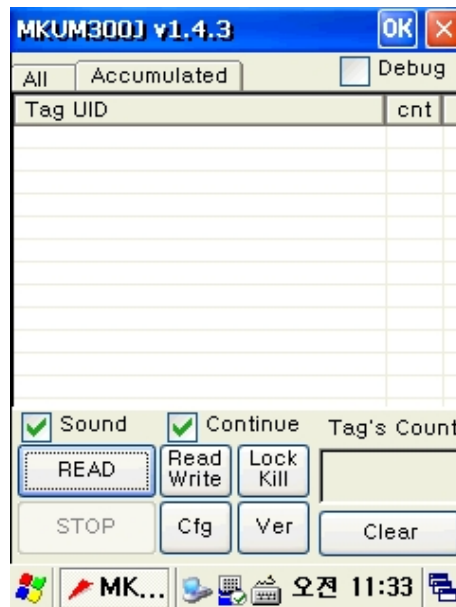 MKUM300J v1.4.3 OK
All Accumulated Debug
Tag UID cnt
Sound Continue Tag's Count
READ Read Write Lock Kill
STOP Cfg Ver Clear
MK... 오전 11:33